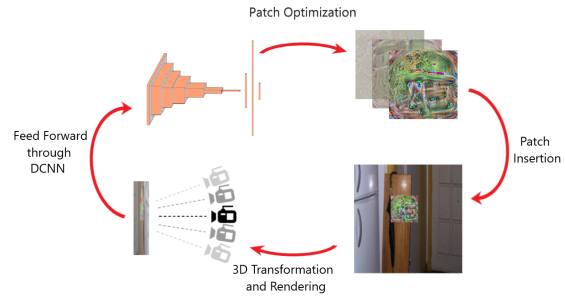 Patch Optimization
Feed Forward
through
DCNN
Patch
Insertion
3D Transformation
and Rendering